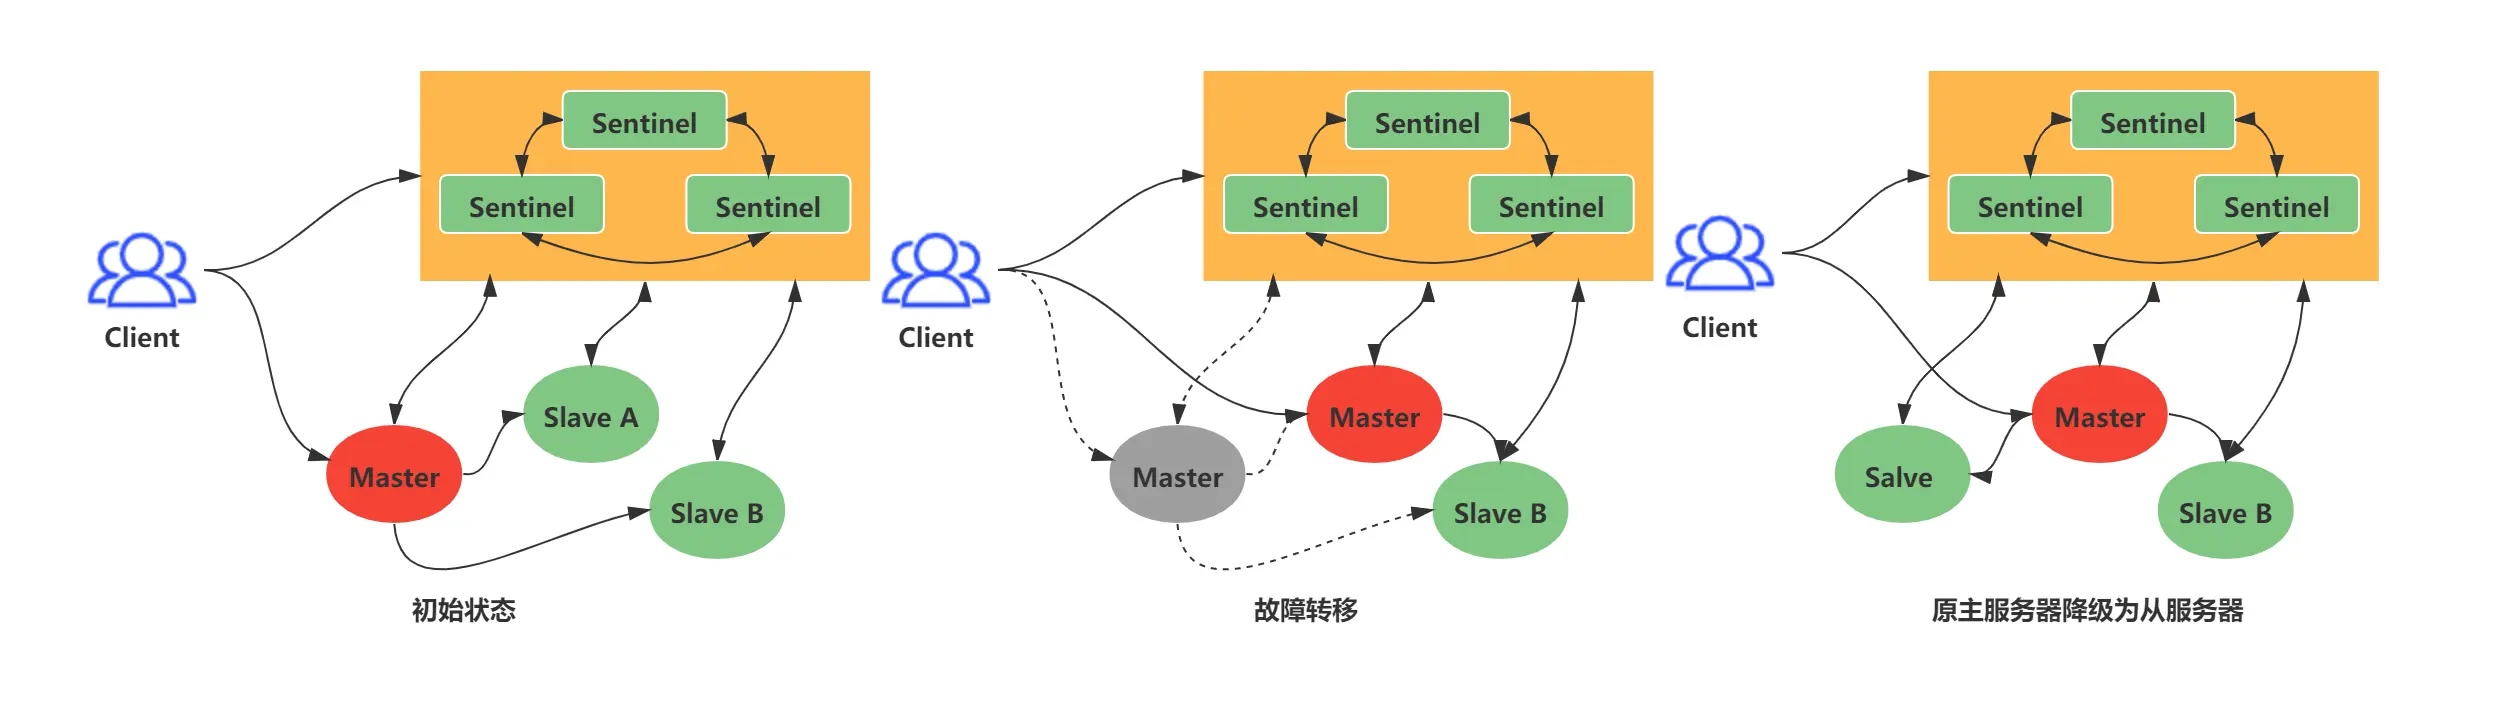 Sentinel
Sentinel
Sentinel
Client
Slave A
Master
Slave B
初始状态
Sentinel
Sentinel
Sentinel
Client
Master
Master
Slave B
故障转移
Sentinel
Sentinel
Sentinel
Client
Master
Salve
Slave B
原主服务器降级为从服务器